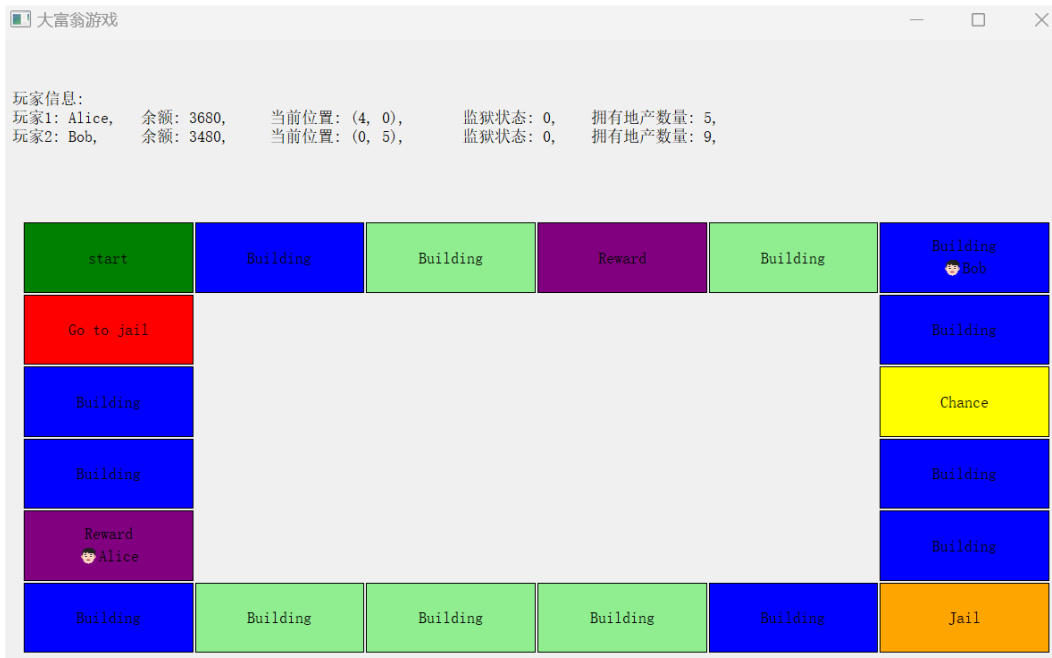 大富翁游戏
玩家信息:
玩家1: Alice, 余额: 3680, 当前位置: (4, 0), 监狱状态: 0, 拥有地产数量: 5,
玩家2: Bob, 余额: 3480, 当前位置: (0, 5), 监狱状态: 0, 拥有地产数量: 9,
start
Building
Building
Reward
Building
Building
Bob
Go to jail
Building
Building
Chance
Building
Building
Reward
Alice
Building
Building
Building
Building
Building
Building
Jail